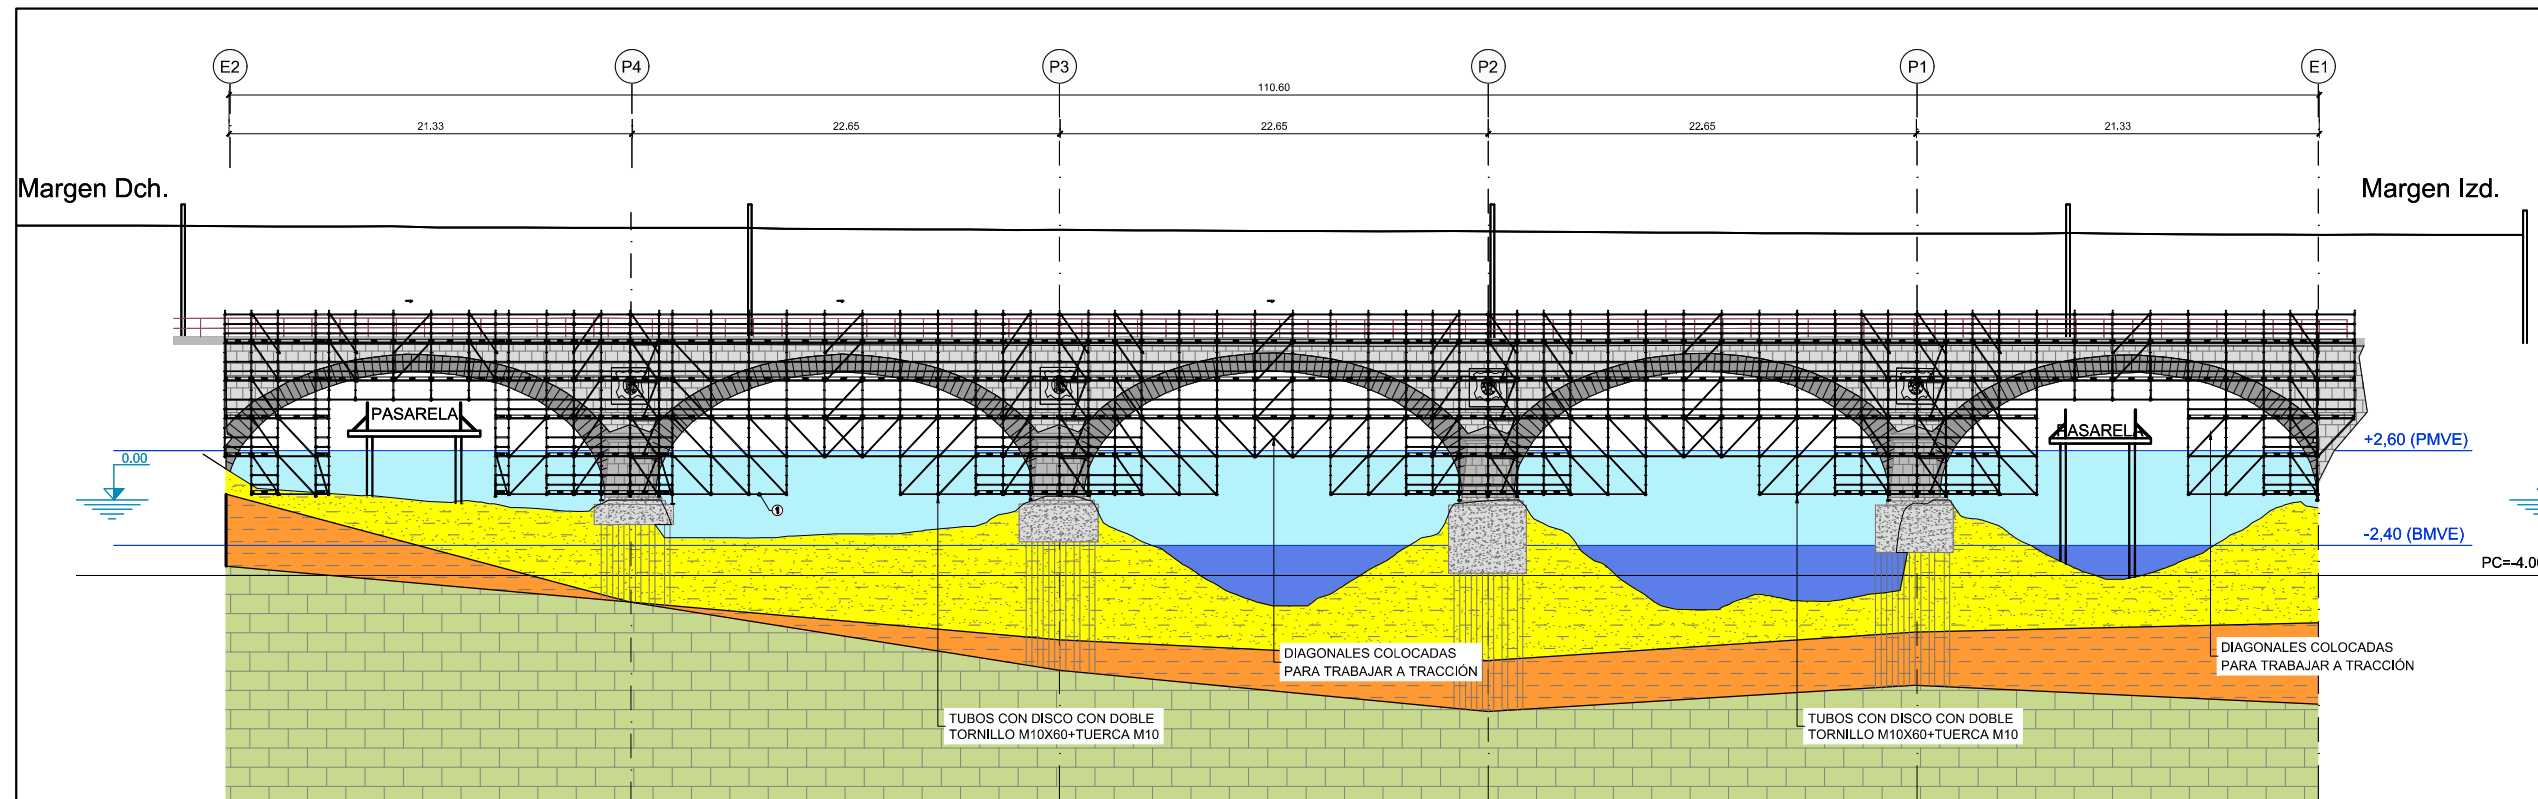 E2
P4
P3
P2
P1
E1
110.60
21.33
22.65
22.65
22.65
21.33
Margen Dch.
Margen Izd.
PASARELA
PASARELA
+2,60 (PMVE)
0.00
1
-2,40 (BMVE)
PC=-4.00
DIAGONALES COLOCADAS
PARA TRABAJAR A TRACCIÓN
DIAGONALES COLOCADAS
PARA TRABAJAR A TRACCIÓN
TUBOS CON DISCO CON DOBLE
TORNILLO M10X60+TUERCA M10
TUBOS CON DISCO CON DOBLE
TORNILLO M10X60+TUERCA M10